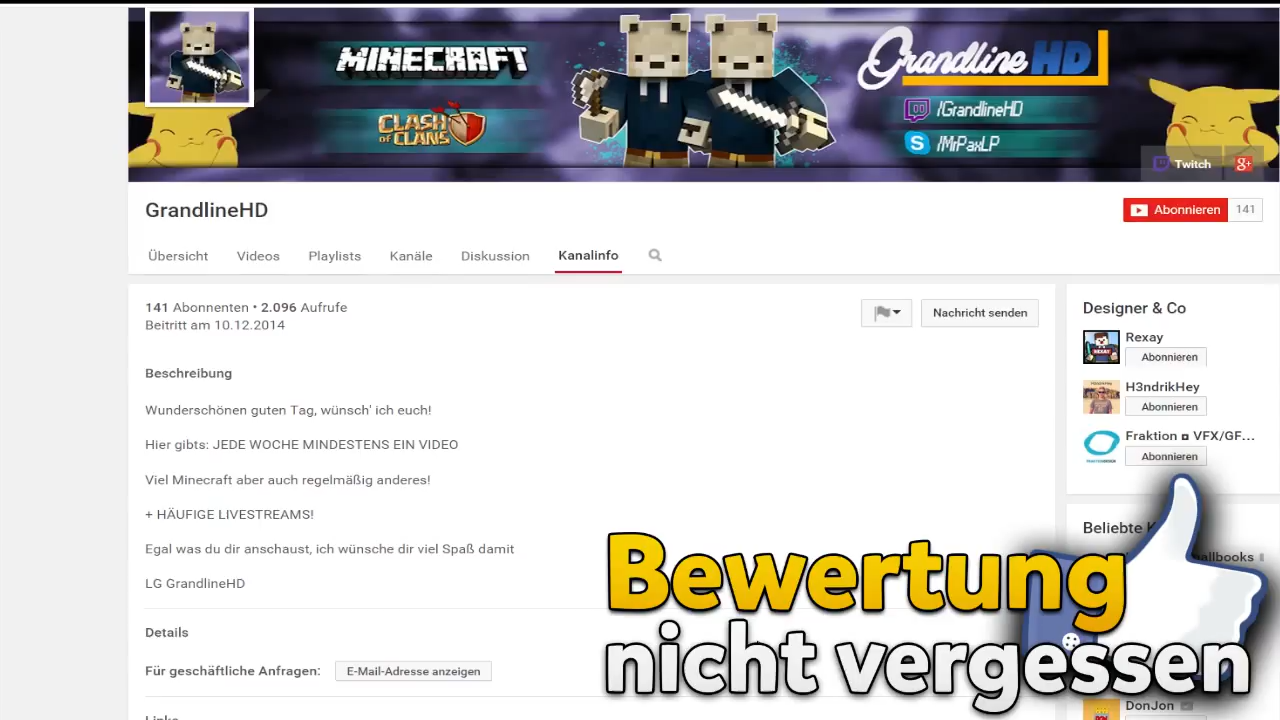 MINECRAFT
CLASH OF CLANS
GrandlineHD
/GrandlineHD
/MrPaxLP
Twitch
g+
GrandlineHD
Abonnieren 141
Übersicht Videos Playlists Kanäle Diskussion Kanalinfo
141 Abonnenten • 2.096 Aufrufe
Beitritt am 10.12.2014
Nachricht senden
Beschreibung
Wunderschönen guten Tag, wünsch' ich euch!
Hier gibts: JEDE WOCHE MINDESTENS EIN VIDEO
Viel Minecraft aber auch regelmäßig anderes!
+ HÄUFIGE LIVESTREAMS!
Egal was du dir anschaust, ich wünsche dir viel Spaß damit
LG GrandlineHD
Details
Für geschäftliche Anfragen: E-Mail-Adresse anzeigen
Designer & Co
Rexay
Abonnieren
H3ndrikHey
Abonnieren
Fraktion ◘ VFX/GF...
Abonnieren
Beliebte
Bewertung
nicht vergessen
DonJon